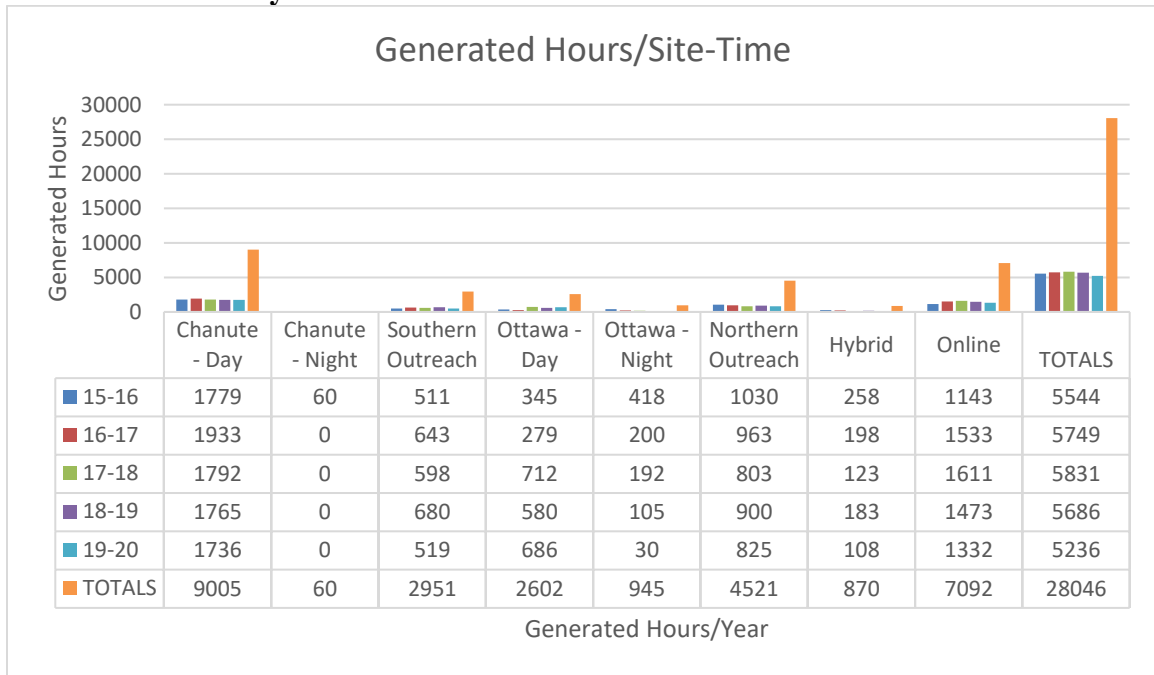 Generated Hours/Site-Time
30000
25000
20000
15000
10000
5000
0
Generated Hours
Chanute - Day Chanute - Night Southern Outreach Ottawa - Day Ottawa - Night Northern Outreach Hybrid Online TOTALS
15-16 1779 60 511 345 418 1030 258 1143 5544
16-17 1933 0 643 279 200 963 198 1533 5749
17-18 1792 0 598 712 192 803 123 1611 5831
18-19 1765 0 680 580 105 900 183 1473 5686
19-20 1736 0 519 686 30 825 108 1332 5236
TOTALS 9005 60 2951 2602 945 4521 870 7092 28046
Generated Hours/Year